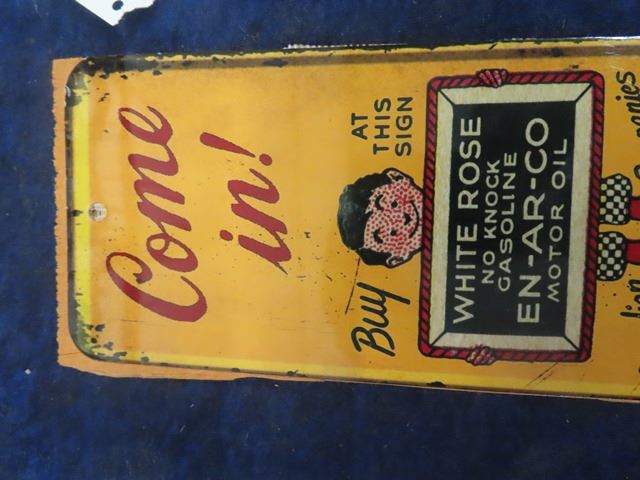 Come
in!
Buy AT
THIS
SIGN
WHITE ROSE
NO KNOCK
GASOLINE
EN-AR-CO
MOTOR OIL